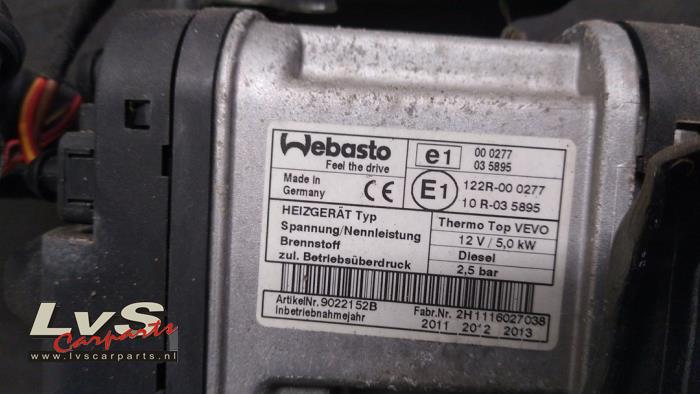 Webasto
Feel the drive
e1
00 0277
03 5895
Made in
Germany
CE
E1
122R-00 0277
10 R-03 5895
HEIZGERÄT Typ
Thermo Top VEVO
Spannung/Nennleistung
12 V / 5,0 kW
Brennstoff
Diesel
zul. Betriebsüberdruck
2,5 bar
ArtikelNr. 9022152B
Fabr.Nr. 2H1116027038
Inbetriebnahmejahr
2011 2012 2013
LvS
Carparts
www.lvscarparts.nl